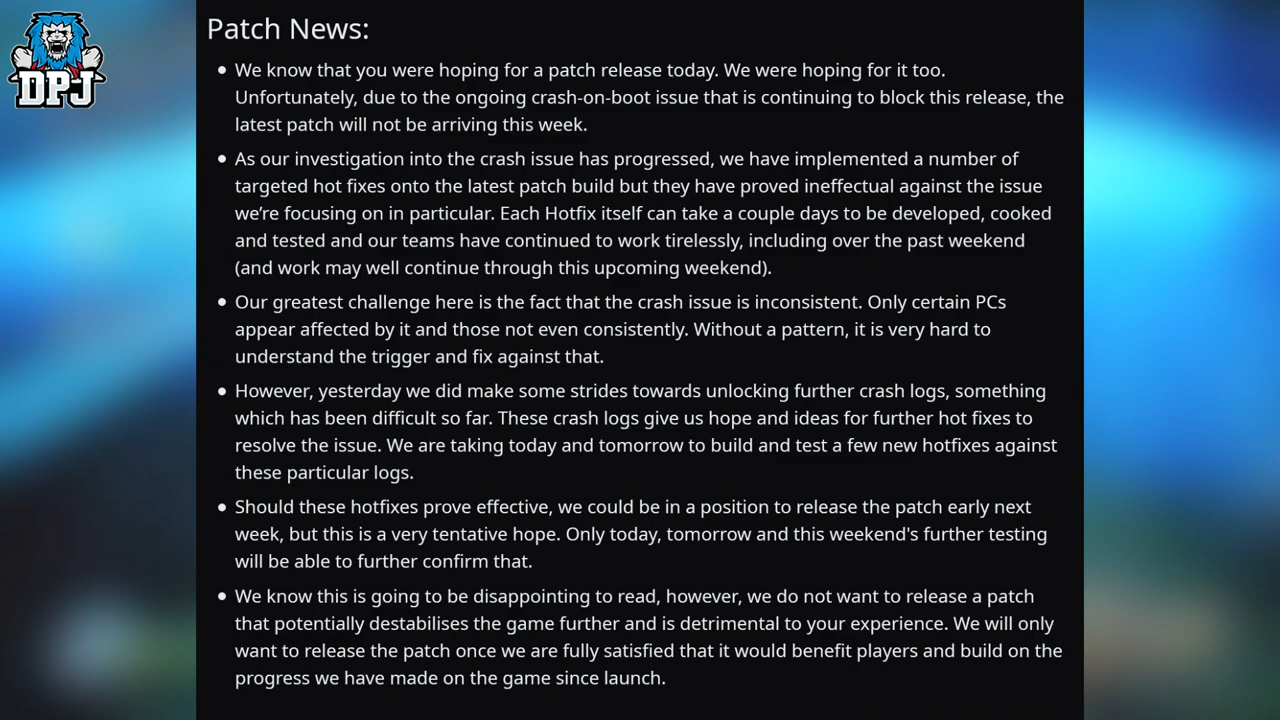 DPJ
Patch News:
• We know that you were hoping for a patch release today. We were hoping for it too.
Unfortunately, due to the ongoing crash-on-boot issue that is continuing to block this release, the
latest patch will not be arriving this week.
• As our investigation into the crash issue has progressed, we have implemented a number of
targeted hot fixes onto the latest patch build but they have proved ineffectual against the issue
we’re focusing on in particular. Each Hotfix itself can take a couple days to be developed, cooked
and tested and our teams have continued to work tirelessly, including over the past weekend
(and work may well continue through this upcoming weekend).
• Our greatest challenge here is the fact that the crash issue is inconsistent. Only certain PCs
appear affected by it and those not even consistently. Without a pattern, it is very hard to
understand the trigger and fix against that.
• However, yesterday we did make some strides towards unlocking further crash logs, something
which has been difficult so far. These crash logs give us hope and ideas for further hot fixes to
resolve the issue. We are taking today and tomorrow to build and test a few new hotfixes against
these particular logs.
• Should these hotfixes prove effective, we could be in a position to release the patch early next
week, but this is a very tentative hope. Only today, tomorrow and this weekend's further testing
will be able to further confirm that.
• We know this is going to be disappointing to read, however, we do not want to release a patch
that potentially destabilises the game further and is detrimental to your experience. We will only
want to release the patch once we are fully satisfied that it would benefit players and build on the
progress we have made on the game since launch.